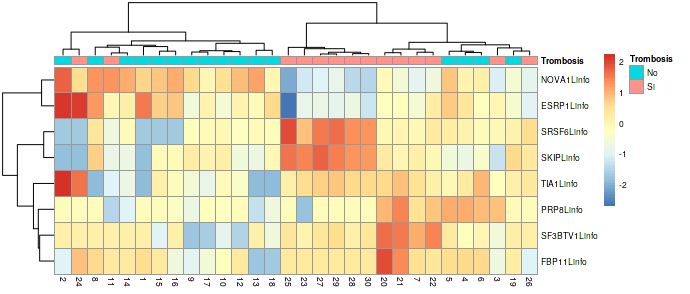 Trombosis
NOVA1Linfo
ESRP1Linfo
SRSF6Linfo
SKIPLinfo
TIA1Linfo
PRP8Linfo
SF3BTV1Linfo
FBP11Linfo
2 24 8 11 14 1 15 16 9 17 10 12 13 18 25 23 27 29 28 30 20 21 7 22 5 4 6 3 19 26
2
1
0
-1
-2
Trombosis
No
SI